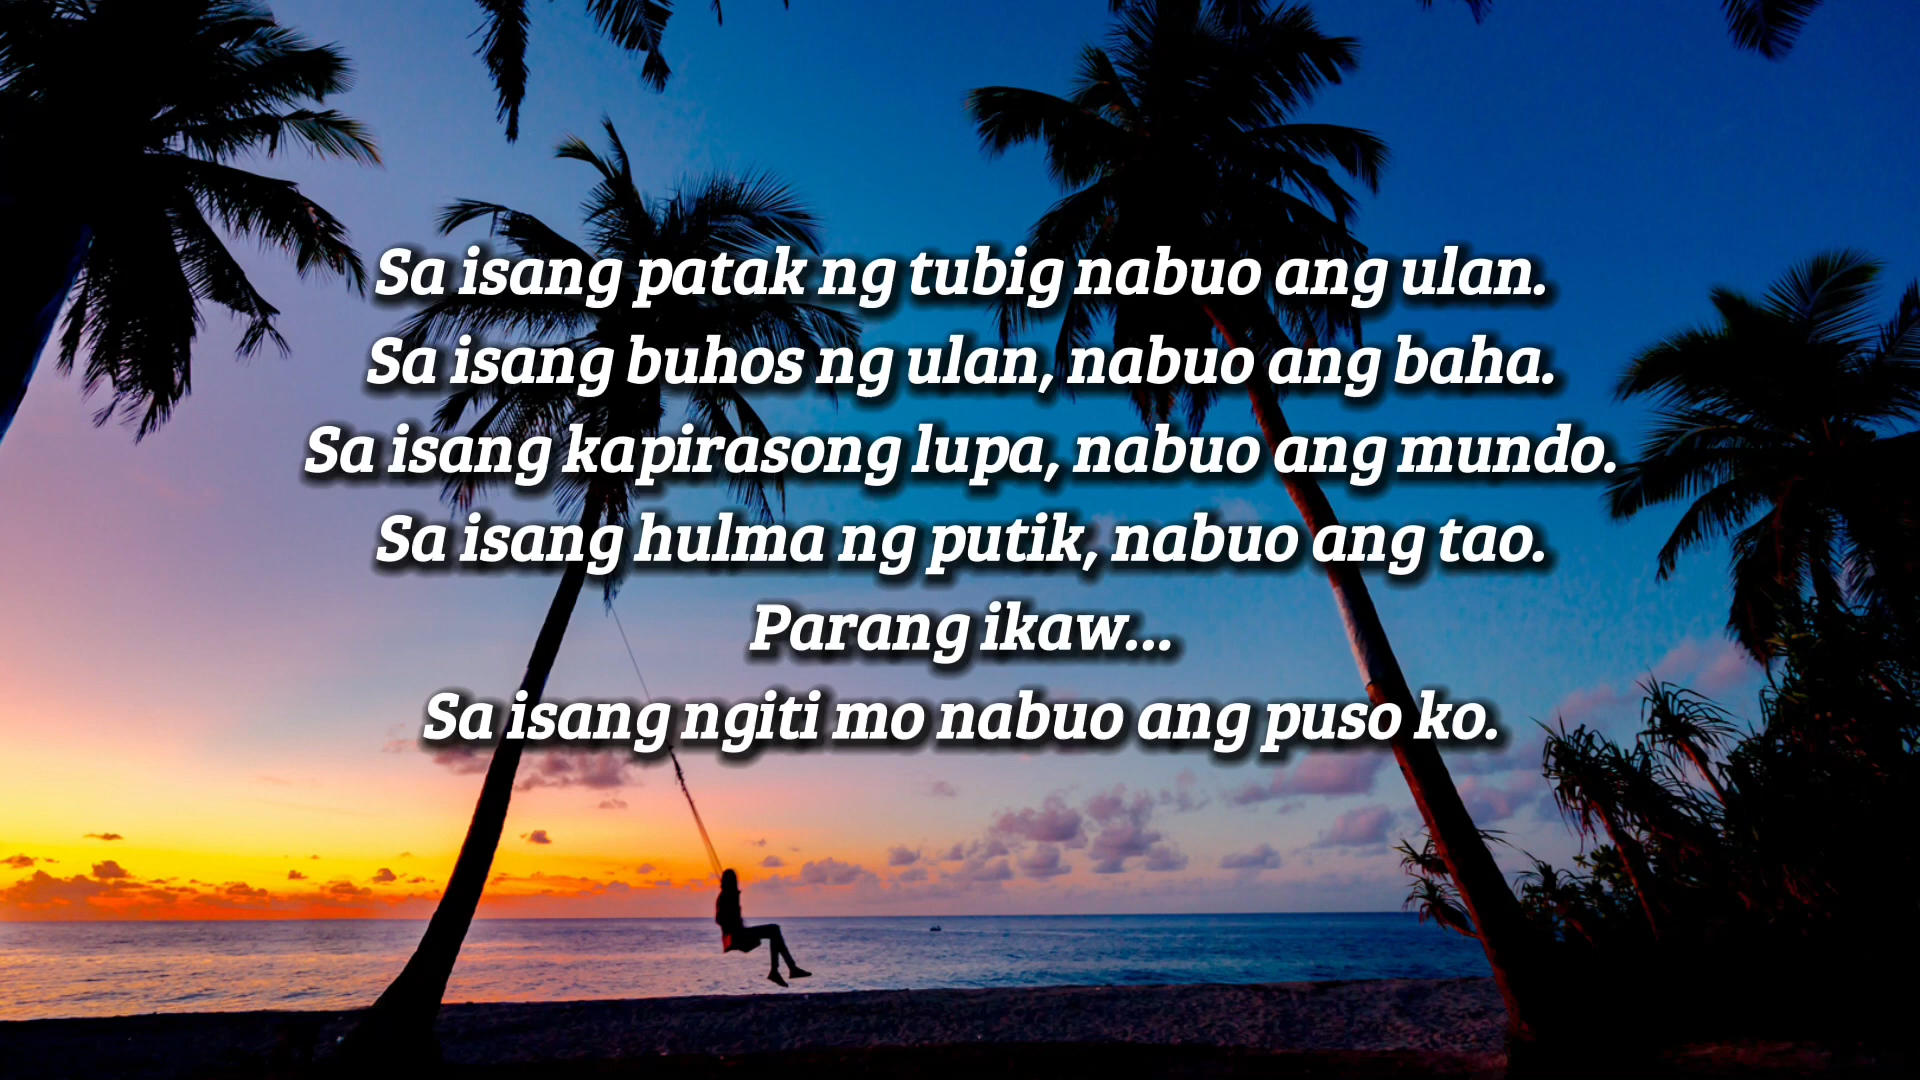 Sa isang patak ng tubig nabuo ang ulan.
Sa isang buhos ng ulan, nabuo ang baha.
Sa isang kapirasong lupa, nabuo ang mundo.
Sa isang hulma ng putik, nabuo ang tao.
Parang ikaw...
Sa isang ngiti mo nabuo ang puso ko.